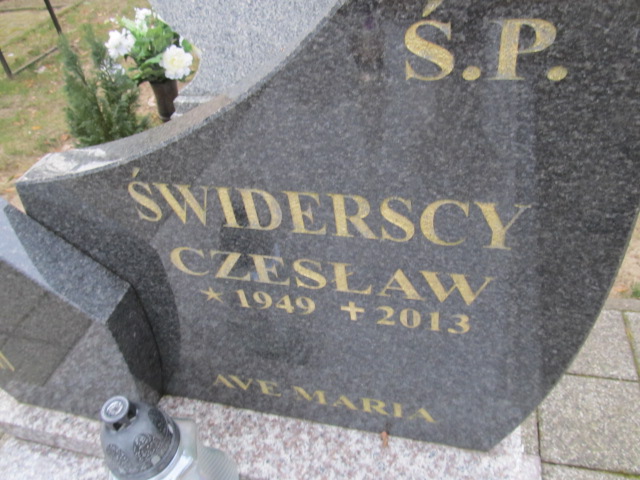 Ś.P.
ŚWIDERSCY
CZESŁAW
* 1949 + 2013
AVE MARIA